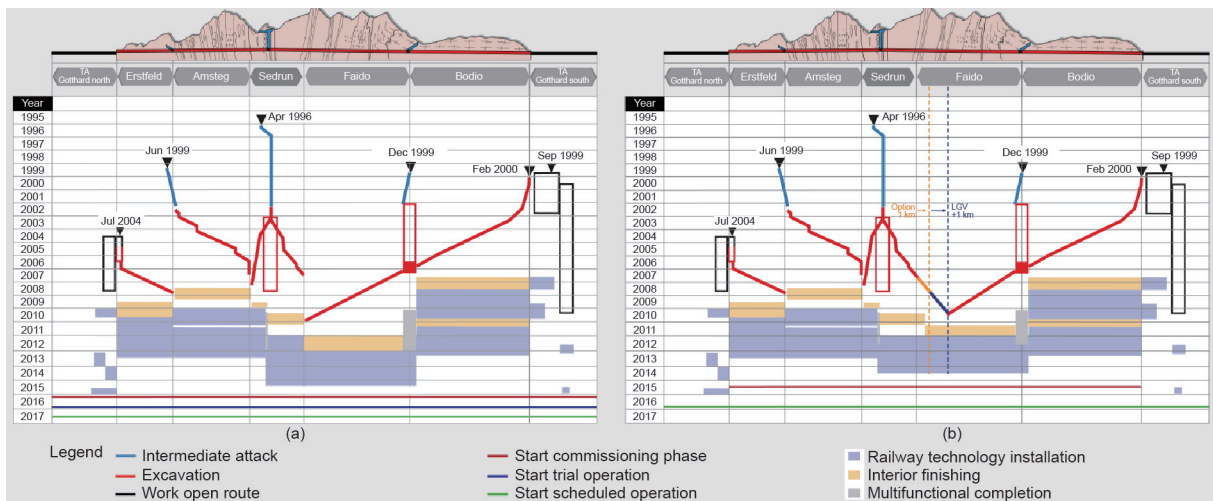 TA
Gotthard north
Erstfeld
Amsteg
Sedrun
Faido
Bodio
TA
Gotthard south
Year
1995
1996
1997
1998
1999
2000
2001
2002
2003
2004
2005
2006
2007
2008
2009
2010
2011
2012
2013
2014
2015
2016
2017
Apr 1996
Jun 1999
Dec 1999
Feb 2000
Sep 1999
Jul 2004
(a)
TA
Gotthard north
Erstfeld
Amsteg
Sedrun
Faido
Bodio
TA
Gotthard south
Year
1995
1996
1997
1998
1999
2000
2001
2002
2003
2004
2005
2006
2007
2008
2009
2010
2011
2012
2013
2014
2015
2016
2017
Apr 1996
Jun 1999
Dec 1999
Feb 2000
Sep 1999
Jul 2004
Option
1 km
LGV
+1 km
(b)
Legend
Intermediate attack
Excavation
Work open route
Start commissioning phase
Start trial operation
Start scheduled operation
Railway technology installation
Interior finishing
Multifunctional completion